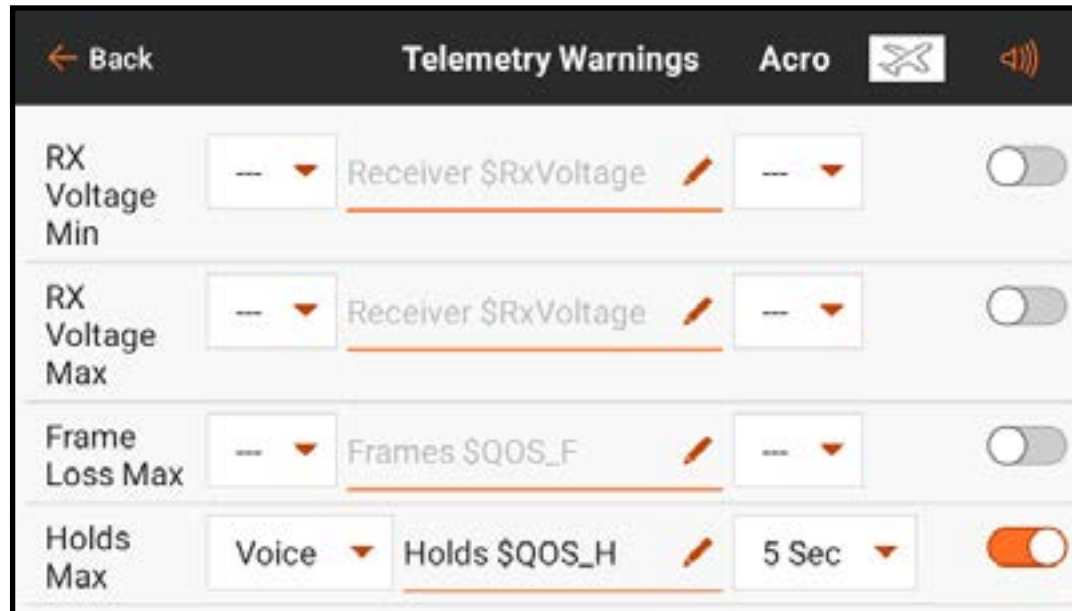 Back Telemetry Warnings Acro
RX
Voltage
Min
--- Receiver $RxVoltage ---
RX
Voltage
Max
--- Receiver $RxVoltage ---
Frame
Loss Max
--- Frames $QOS_F ---
Holds
Max
Voice Holds $QOS_H 5 Sec